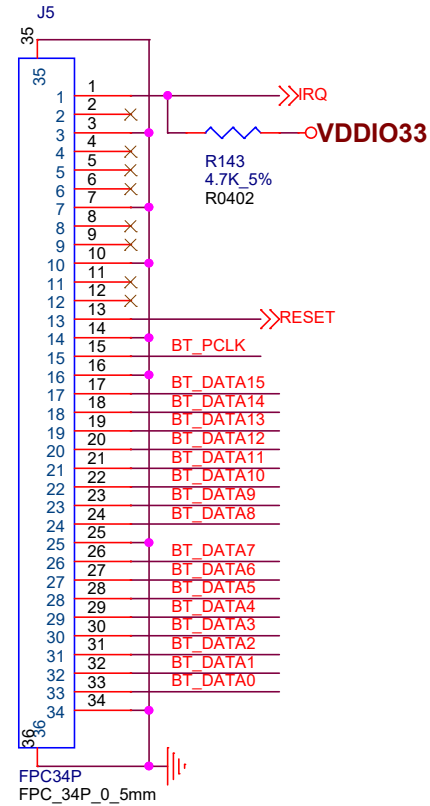 J5
35
35
1 1 IRQ
2 2
3 3 VDDIO33
4 4 R143
5 5 4.7K_5%
6 6 R0402
7 7
8 8
9 9
10 10
11 11
12 12
13 13 RESET
14 14
15 15 BT_PCLK
16 16
17 17 BT_DATA15
18 18 BT_DATA14
19 19 BT_DATA13
20 20 BT_DATA12
21 21 BT_DATA11
22 22 BT_DATA10
23 23 BT_DATA9
24 24 BT_DATA8
25 25
26 26 BT_DATA7
27 27 BT_DATA6
28 28 BT_DATA5
29 29 BT_DATA4
30 30 BT_DATA3
31 31 BT_DATA2
32 32 BT_DATA1
33 33 BT_DATA0
34 34
36
36
FPC34P
FPC_34P_0_5mm